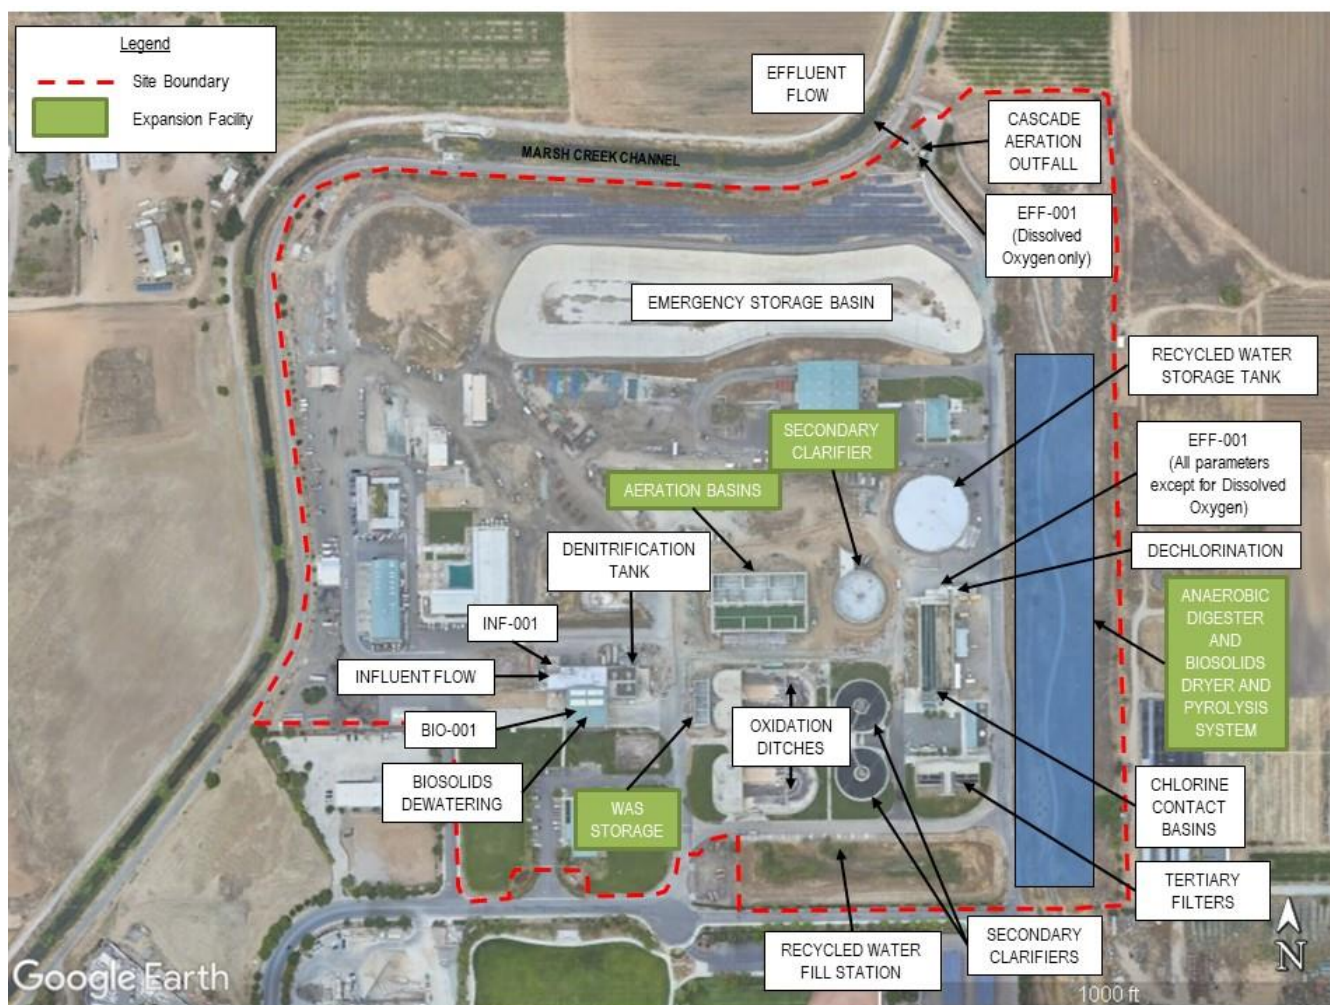 Legend
Site Boundary
Expansion Facility
EFFLUENT
FLOW
CASCADE
AERATION
OUTFALL
MARSH CREEK CHANNEL
EFF-001
(Dissolved
Oxygen only)
EMERGENCY STORAGE BASIN
RECYCLED WATER
STORAGE TANK
SECONDARY
CLARIFIER
EFF-001
(All parameters
except for Dissolved
Oxygen)
AERATION BASINS
DENITRIFICATION
TANK
DECHLORINATION
ANAEROBIC
DIGESTER
AND
BIOSOLIDS
DRYER AND
PYROLYSIS
SYSTEM
INF-001
INFLUENT FLOW
BIO-001
OXIDATION
DITCHES
BIOSOLIDS
DEWATERING
WAS
STORAGE
CHLORINE
CONTACT
BASINS
TERTIARY
FILTERS
RECYCLED WATER
FILL STATION
SECONDARY
CLARIFIERS
N
Google Earth
1000 ft